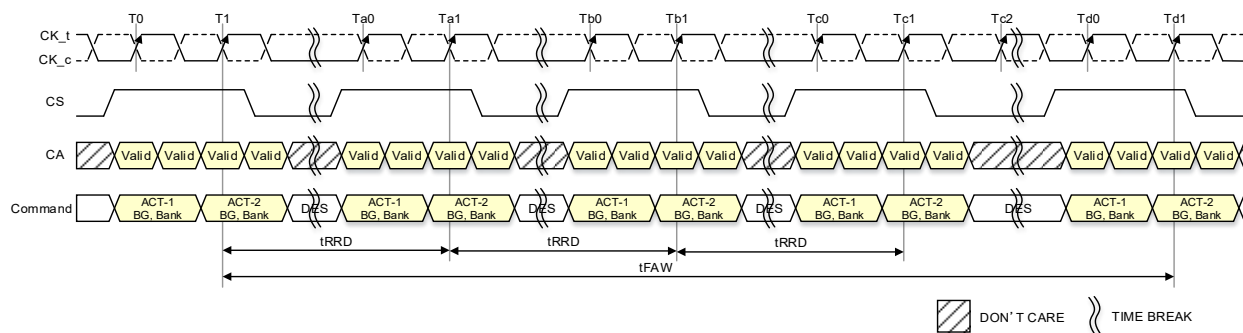 T0 T1 Ta0 Ta1 Tb0 Tb1 Tc0 Tc1 Tc2 Td0 Td1
CK_t
CK_c
CS
CA Valid Valid Valid Valid Valid Valid Valid Valid Valid Valid Valid Valid Valid Valid Valid Valid Valid Valid Valid Valid
Command ACT-1 BG, Bank ACT-2 BG, Bank DES ACT-1 BG, Bank ACT-2 BG, Bank DES ACT-1 BG, Bank ACT-2 BG, Bank DES ACT-1 BG, Bank ACT-2 BG, Bank DES ACT-1 BG, Bank ACT-2 BG, Bank
tRRD tRRD tRRD
tFAW
DON'T CARE TIME BREAK